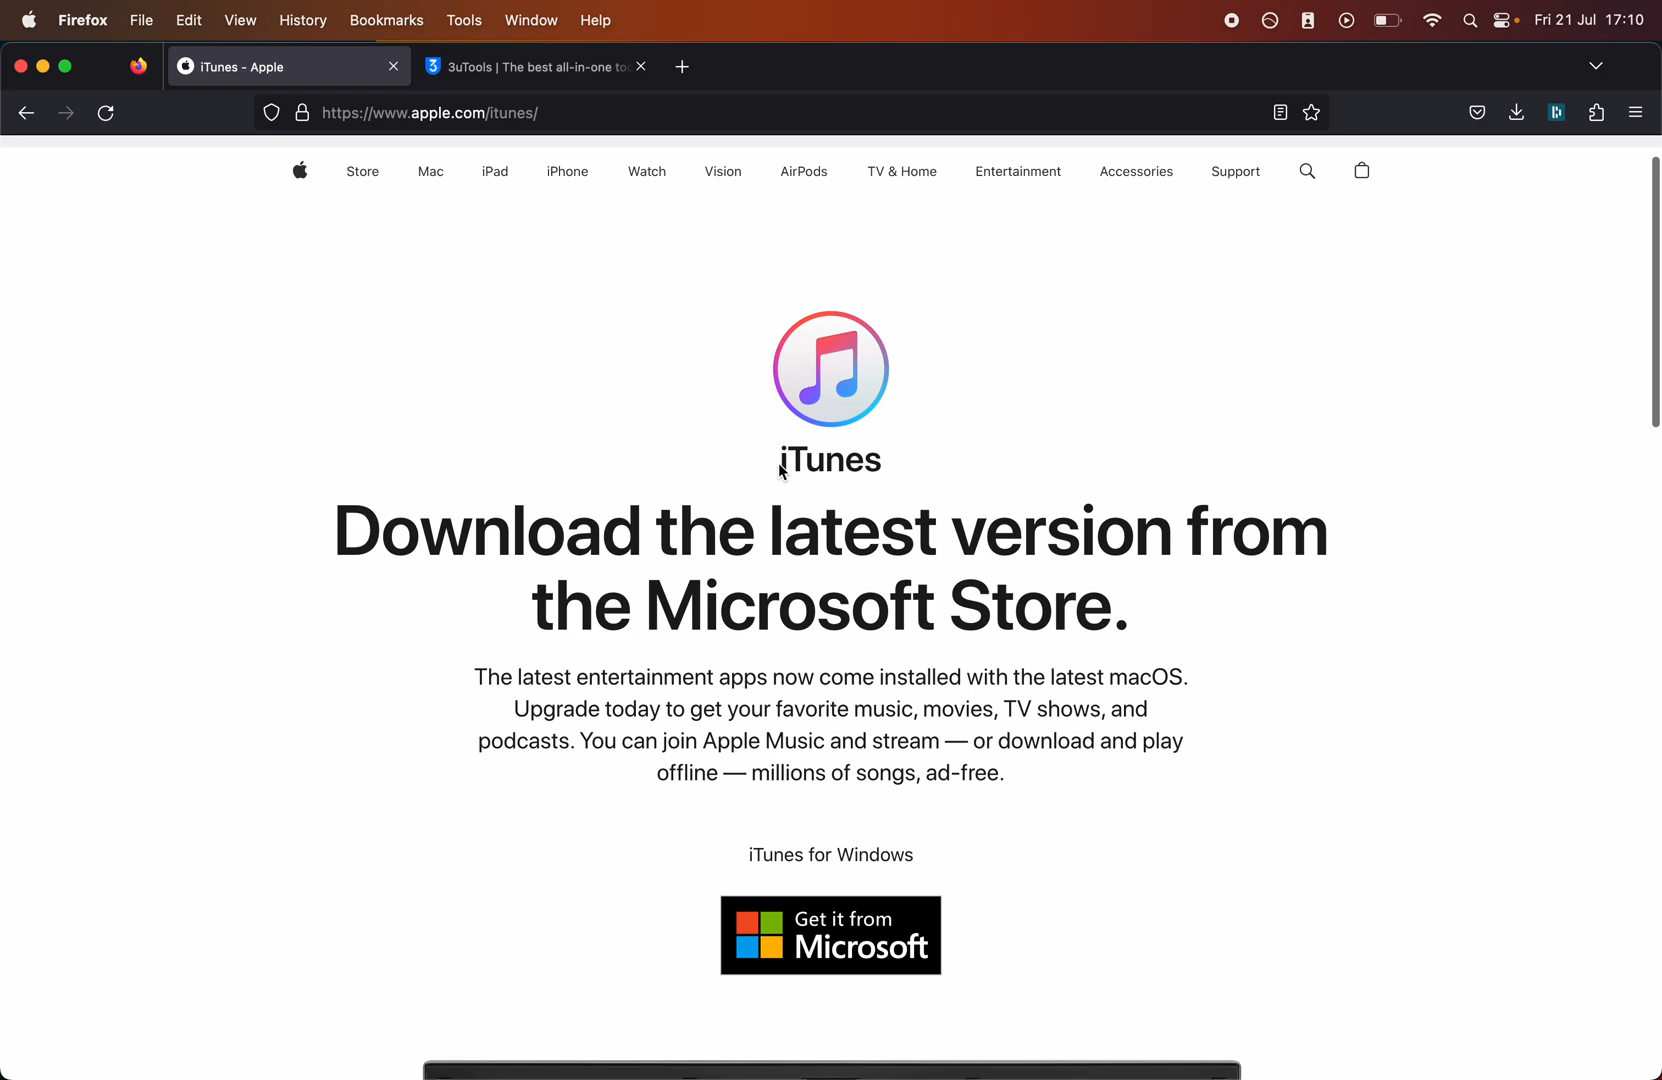 Firefox File Edit View History Bookmarks Tools Window Help Fri 21 Jul 17:10
iTunes - Apple 3uTools | The best all-in-one to
https://www.apple.com/itunes/
Store Mac iPad iPhone Watch Vision AirPods TV & Home Entertainment Accessories Support
iTunes
Download the latest version from
the Microsoft Store.
The latest entertainment apps now come installed with the latest macOS.
Upgrade today to get your favorite music, movies, TV shows, and
podcasts. You can join Apple Music and stream — or download and play
offline — millions of songs, ad-free.
iTunes for Windows
Get it from
Microsoft